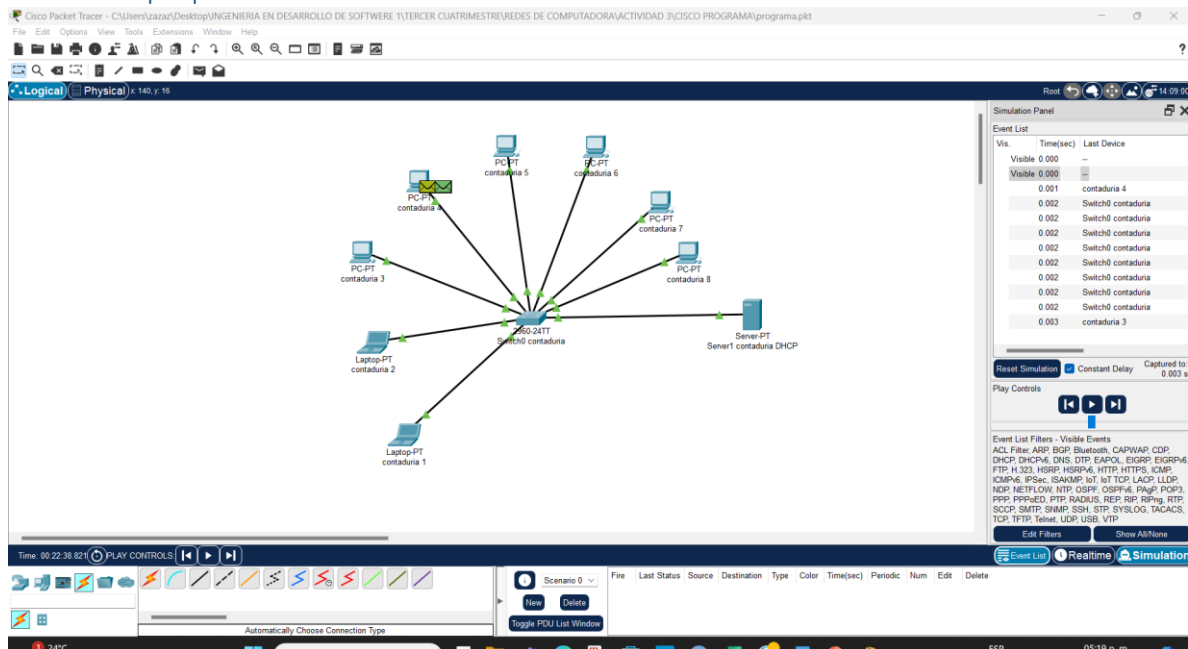 Cisco Packet Tracer - C:\Users\zazaz\Desktop\INGENIERIA EN DESARROLLO DE SOFTWERE 1\TERCER CUATRIMESTRE\REDES DE COMPUTADORA\ACTIVIDAD 3\CISCO PROGRAMA\programa.pkt
File Edit Options View Tools Extensions Window Help
?
Logical Physical x: 140, y: 16 Root 14:09:00
Simulation Panel
Event List
Vis. Time(sec) Last Device
Visible 0.000 --
Visible 0.000 --
0.001 contaduria 4
0.002 Switch0 contaduria
0.002 Switch0 contaduria
0.002 Switch0 contaduria
0.002 Switch0 contaduria
0.002 Switch0 contaduria
0.002 Switch0 contaduria
0.002 Switch0 contaduria
0.002 Switch0 contaduria
0.003 contaduria 3
Reset Simulation Constant Delay Captured to:
0.003 s
Play Controls
Event List Filters - Visible Events
ACL Filter, ARP, BGP, Bluetooth, CAPWAP, CDP,
DHCP, DHCPv6, DNS, DTP, EAPOL, EIGRP, EIGRPv6,
FTP, H.323, HSRP, HSRPv6, HTTP, HTTPS, ICMP,
ICMPv6, IPSec, ISAKMP, IoT, IoT TCP, LACP, LLDP,
NDP, NETFLOW, NTP, OSPF, OSPFv6, PAgP, POP3,
PPP, PPPoED, PTP, RADIUS, REP, RIP, RIPng, RTP,
SCCP, SMTP, SNMP, SSH, STP, SYSLOG, TACACS,
TCP, TFTP, Telnet, UDP, USB, VTP
Edit Filters Show All/None
Event List Realtime Simulation
PC-PT
contaduria 5
PC-PT
contaduria 6
PC-PT
contaduria 4
PC-PT
contaduria 7
PC-PT
contaduria 3
PC-PT
contaduria 8
2960-24TT
Switch0 contaduria
Server-PT
Server1 contaduria DHCP
Laptop-PT
contaduria 2
Laptop-PT
contaduria 1
Time: 00:22:38.821 PLAY CONTROLS:
Automatically Choose Connection Type
Scenario 0
New Delete
Toggle PDU List Window
Fire Last Status Source Destination Type Color Time(sec) Periodic Num Edit Delete
1 24°C
ESP 05:19 p. m.